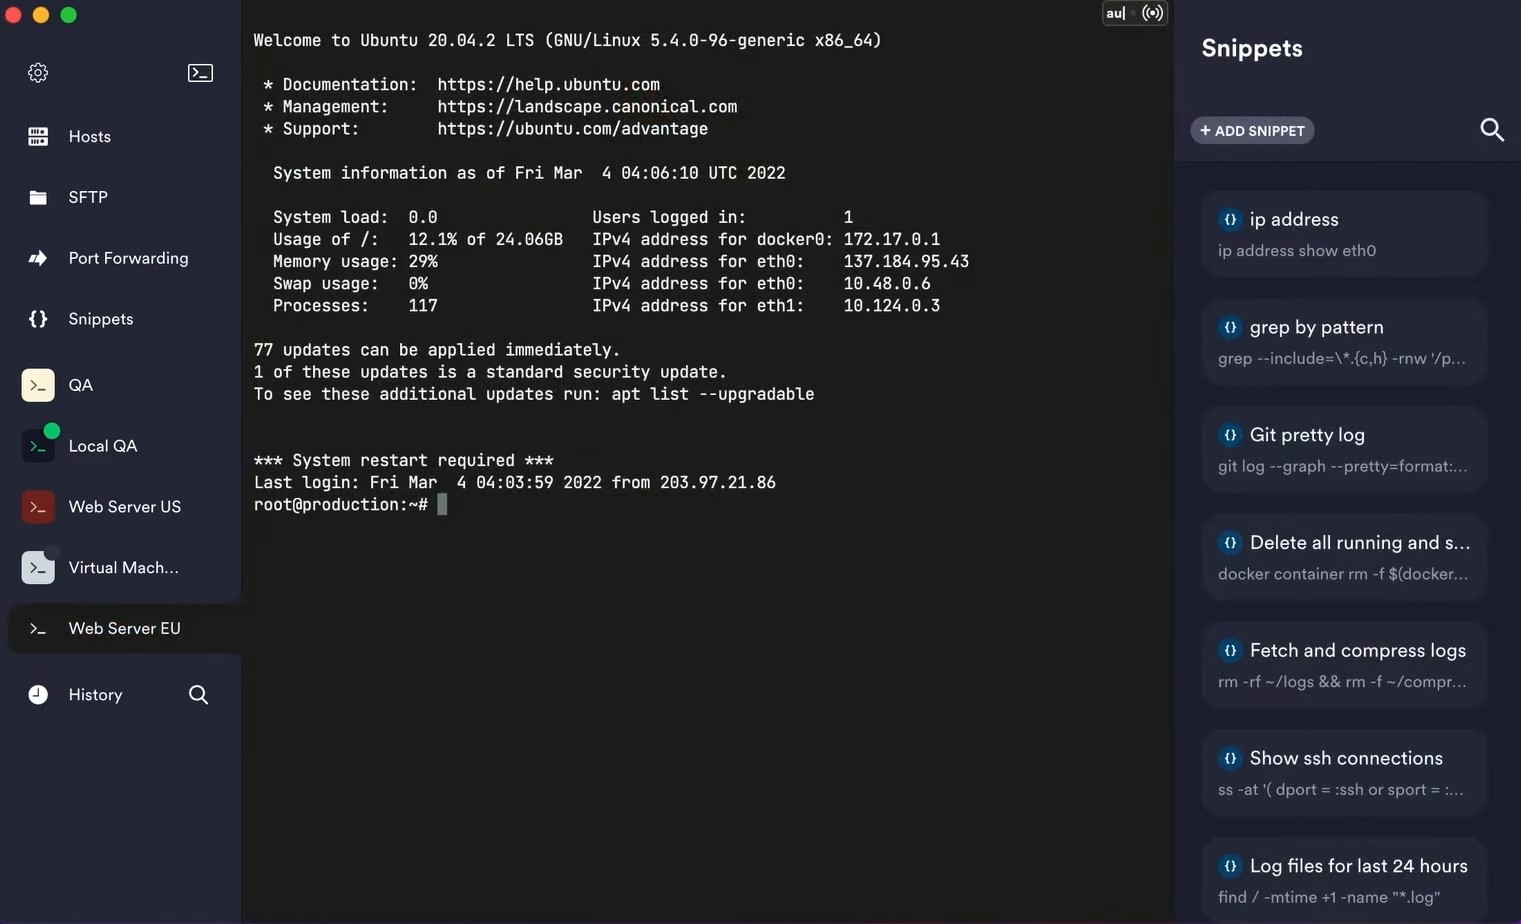 Hosts
SFTP
Port Forwarding
{} Snippets
>_ QA
>_ Local QA
>_ Web Server US
>_ Virtual Mach...
>_ Web Server EU
History
au|
Welcome to Ubuntu 20.04.2 LTS (GNU/Linux 5.4.0-96-generic x86_64)
* Documentation: https://help.ubuntu.com
* Management: https://landscape.canonical.com
* Support: https://ubuntu.com/advantage
System information as of Fri Mar 4 04:06:10 UTC 2022
System load: 0.0 Users logged in: 1
Usage of /: 12.1% of 24.06GB IPv4 address for docker0: 172.17.0.1
Memory usage: 29% IPv4 address for eth0: 137.184.95.43
Swap usage: 0% IPv4 address for eth0: 10.48.0.6
Processes: 117 IPv4 address for eth1: 10.124.0.3
77 updates can be applied immediately.
1 of these updates is a standard security update.
To see these additional updates run: apt list --upgradable
*** System restart required ***
Last login: Fri Mar 4 04:03:59 2022 from 203.97.21.86
root@production:~#
Snippets
+ ADD SNIPPET
{} ip address
ip address show eth0
{} grep by pattern
grep --include=\*.{c,h} -rnw '/p...
{} Git pretty log
git log --graph --pretty=format:...
{} Delete all running and s...
docker container rm -f $(docker...
{} Fetch and compress logs
rm -rf ~/logs && rm -f ~/compr...
{} Show ssh connections
ss -at '( dport = :ssh or sport = :...
{} Log files for last 24 hours
find / -mtime +1 -name "*.log"